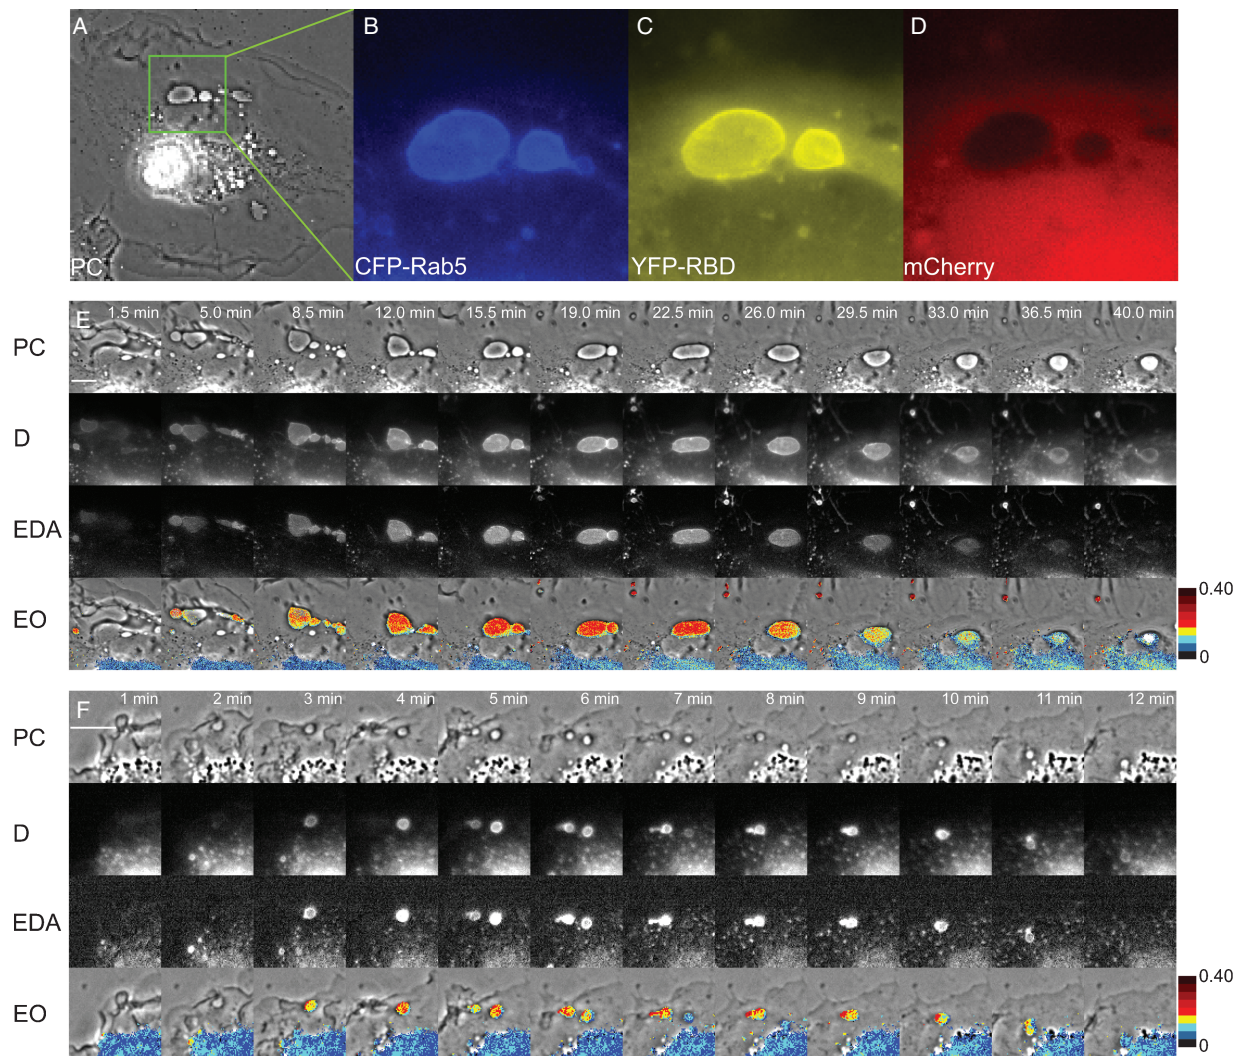 A
B
C
D
PC
CFP-Rab5
YFP-RBD
mCherry
E
1.5 min
5.0 min
8.5 min
12.0 min
15.5 min
19.0 min
22.5 min
26.0 min
29.5 min
33.0 min
36.5 min
40.0 min
PC
D
EDA
EO
0.40
0
F
1 min
2 min
3 min
4 min
5 min
6 min
7 min
8 min
9 min
10 min
11 min
12 min
PC
D
EDA
EO
0.40
0